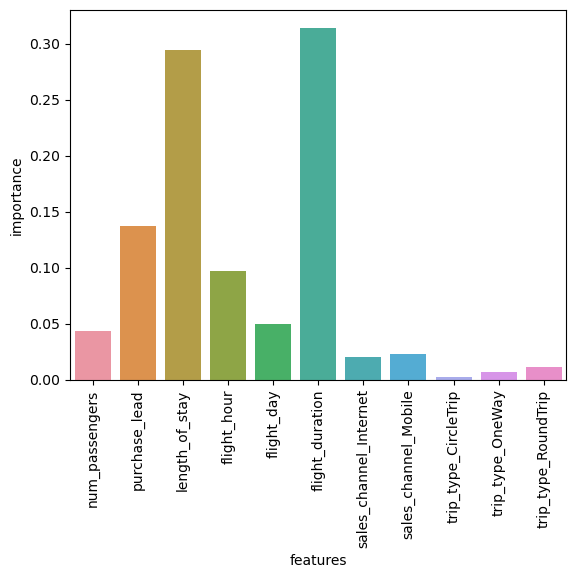 0.30
0.25
0.20
0.15
0.10
0.05
0.00
importance
num_passengers
purchase_lead
length_of_stay
flight_hour
flight_day
flight_duration
sales_channel_Internet
sales_channel_Mobile
trip_type_CircleTrip
trip_type_OneWay
trip_type_RoundTrip
features